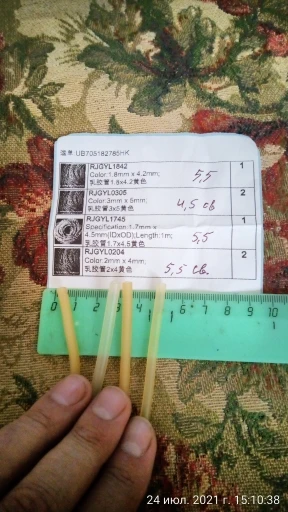 UB705182785HK
RJGYL1642 1
Color:1.8mm x 4.2mm;
乳胶管1.8x4.2黄色
5,5
RJGYL0305 2
Color:3mm x 5mm;
乳胶管3x5黄色
4,5 св
RJGYL1745 1
Specification:1.7mm x
4.5mm(IDxOD);Length:1m;
乳胶管1.7x4.5黄色
5,5
RJGYL0204 2
Color:2mm x 4mm;
乳胶管2x4黄色
5,5 св.
0 1 2 3 4 5 6 7 8 9 10
24 июл. 2021 г. 15:10:38